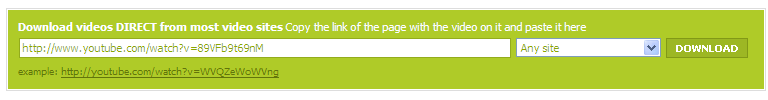 Download videos DIRECT from most video sites Copy the link of the page with the video on it and paste it here
http://www.youtube.com/watch?v=89VFb9t69nM Any site DOWNLOAD
example: http://youtube.com/watch?v=WVQZeWoWVng